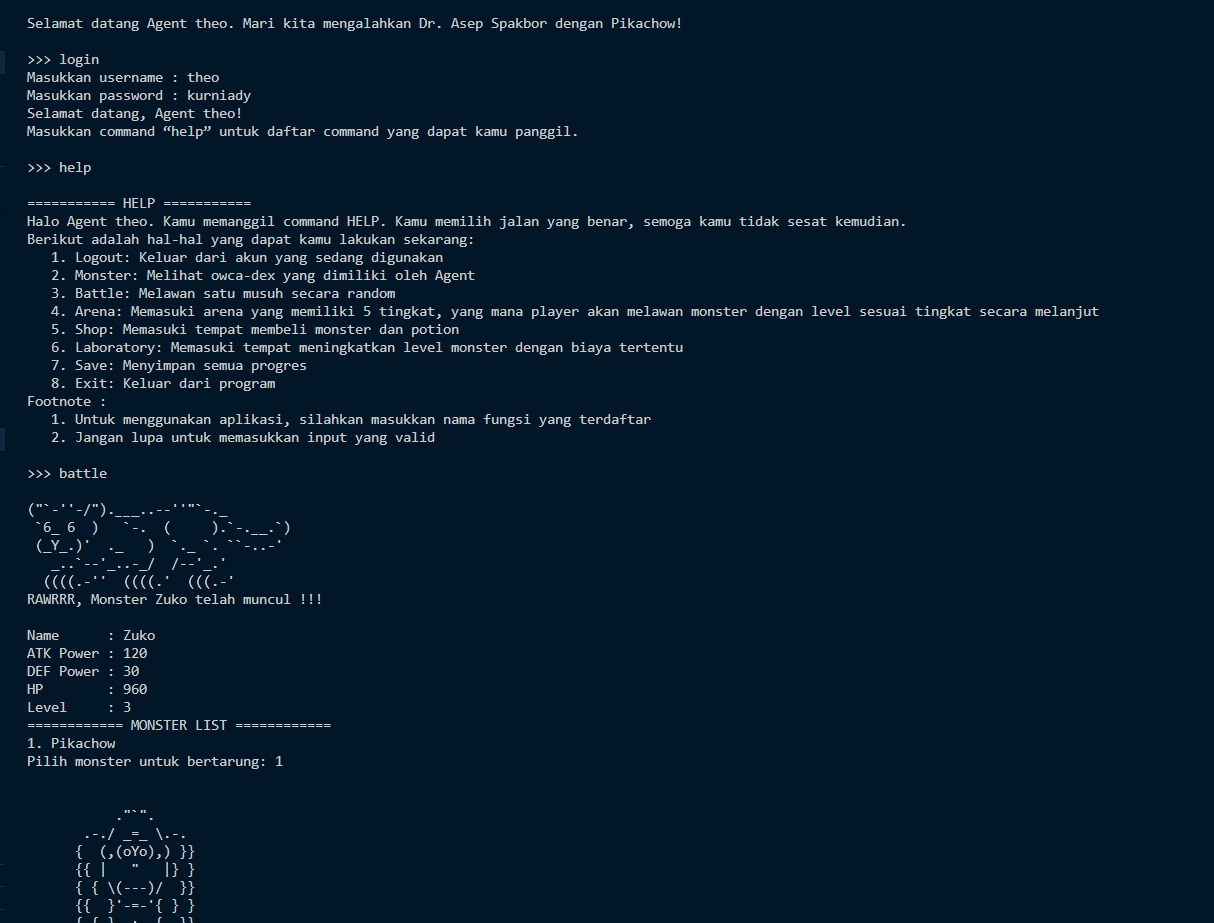 Selamat datang Agent theo. Mari kita mengalahkan Dr. Asep Spakbor dengan Pikachow!
>>> login
Masukkan username : theo
Masukkan password : kurniady
Selamat datang, Agent theo!
Masukkan command “help” untuk daftar command yang dapat kamu panggil.
>>> help
=========== HELP ===========
Halo Agent theo. Kamu memanggil command HELP. Kamu memilih jalan yang benar, semoga kamu tidak sesat kemudian.
Berikut adalah hal-hal yang dapat kamu lakukan sekarang:
   1. Logout: Keluar dari akun yang sedang digunakan
   2. Monster: Melihat owca-dex yang dimiliki oleh Agent
   3. Battle: Melawan satu musuh secara random
   4. Arena: Memasuki arena yang memiliki 5 tingkat, yang mana player akan melawan monster dengan level sesuai tingkat secara melanjut
   5. Shop: Memasuki tempat membeli monster dan potion
   6. Laboratory: Memasuki tempat meningkatkan level monster dengan biaya tertentu
   7. Save: Menyimpan semua progres
   8. Exit: Keluar dari program
Footnote :
   1. Untuk menggunakan aplikasi, silahkan masukkan nama fungsi yang terdaftar
   2. Jangan lupa untuk memasukkan input yang valid
>>> battle
("`-''-/").___..--''"`-._
 `6_ 6  )   `-.  (     ).`-.__.`)
 (_Y_.)'  ._   )  `._ `. ``-..-'
   _..`--'_..-_/  /--'_.'
  ((((.-''  ((((.'  (((.-'
RAWRRR, Monster Zuko telah muncul !!!
Name      : Zuko
ATK Power : 120
DEF Power : 30
HP        : 960
Level     : 3
============ MONSTER LIST ============
1. Pikachow
Pilih monster untuk bertarung: 1
           ."`".
       .-./ _=_ \.-.
      {  (,(oYo),) }}
      {{ |   "   |} }
      { { \(---)/  }}
      {{  }'-=-'{ } }